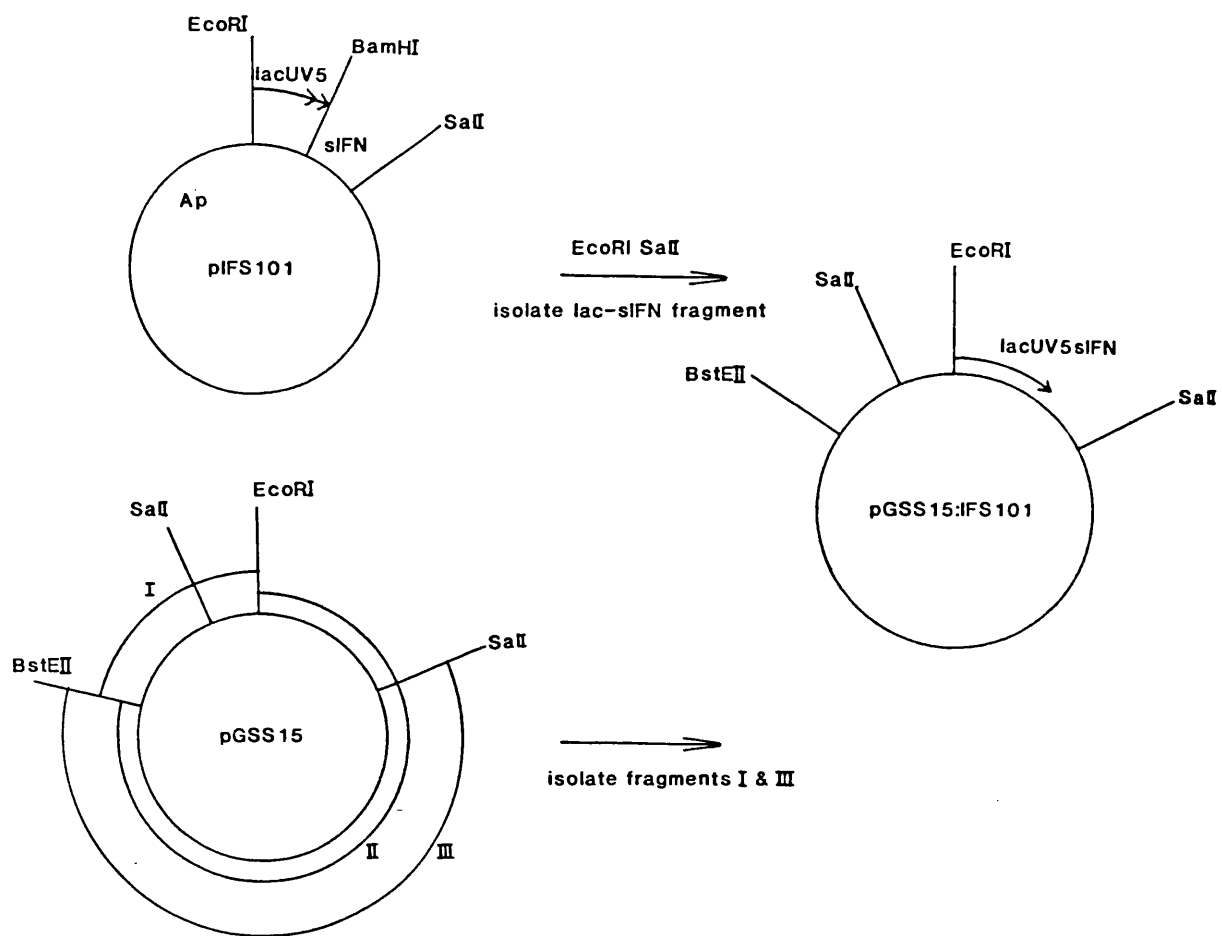 EcoRI
BamHI
lacUV5
SalI
sIFN
Ap
pIFS101
EcoRI SalI
isolate lac-sIFN fragment
EcoRI
SalI
lacUV5sIFN
BstEII
SalI
pGSS15:IFS101
EcoRI
SalI
I
SalI
BstEII
pGSS15
isolate fragments I & III
II
III